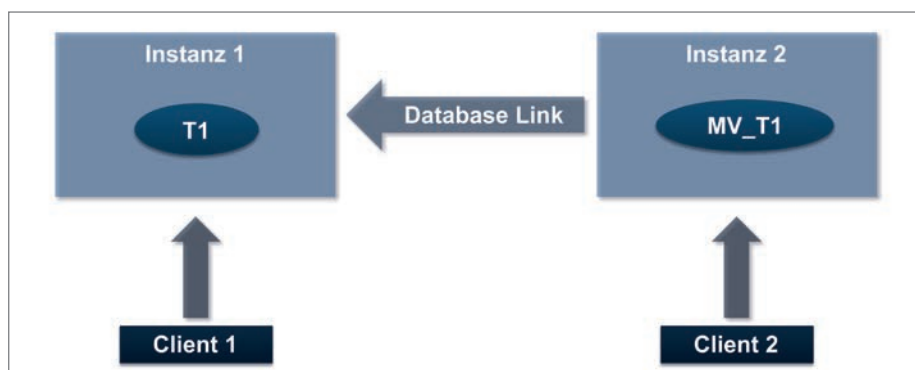 Instanz 1
T1
Database Link
Instanz 2
MV_T1
Client 1
Client 2